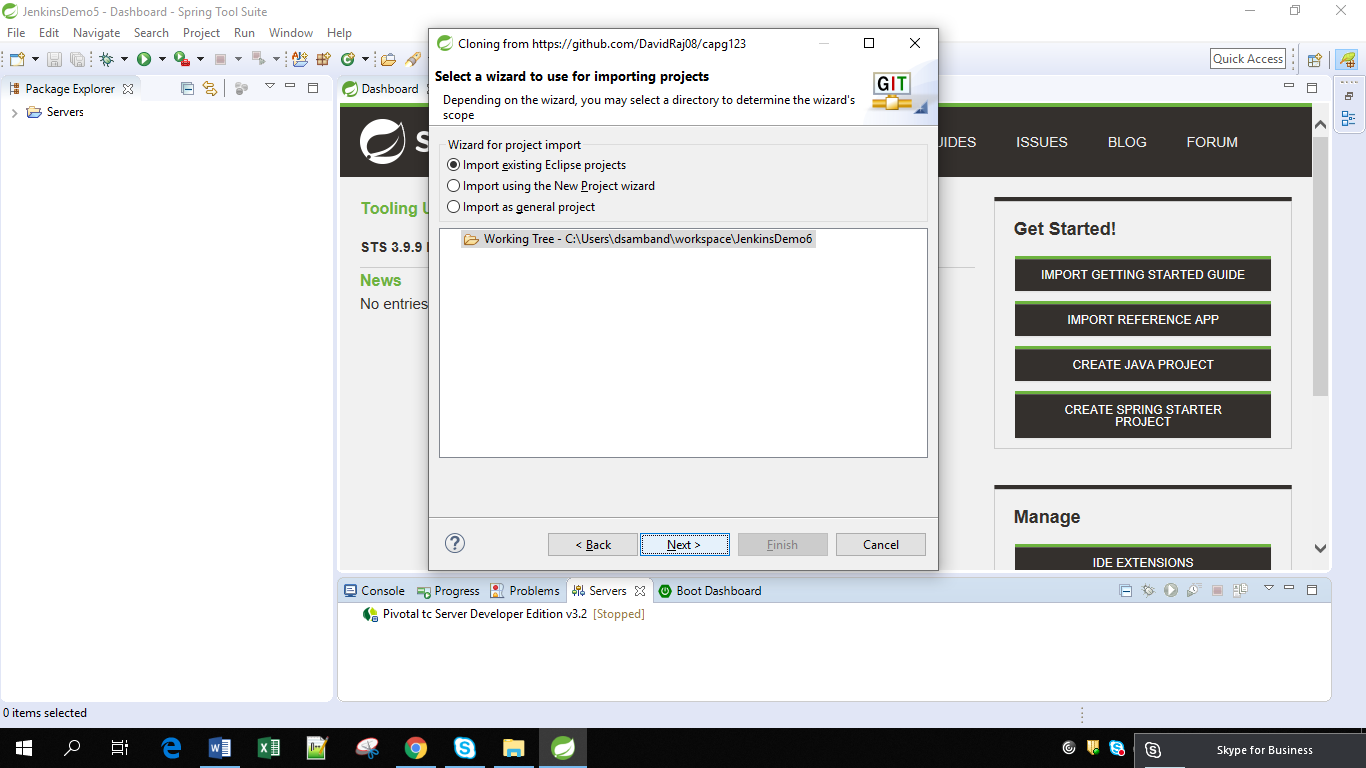 JenkinsDemo5 - Dashboard - Spring Tool Suite
File Edit Navigate Search Project Run Window Help
Quick Access
Package Explorer
Servers
Dashboard
S
UIDES ISSUES BLOG FORUM
Tooling U
STS 3.9.9
News
No entries
Cloning from https://github.com/DavidRaj08/capg123
Select a wizard to use for importing projects
Depending on the wizard, you may select a directory to determine the wizard's
scope
GIT
Wizard for project import
Import existing Eclipse projects
Import using the New Project wizard
Import as general project
Working Tree - C:\Users\dsamband\workspace\JenkinsDemo6
?
< Back Next > Finish Cancel
Get Started!
IMPORT GETTING STARTED GUIDE
IMPORT REFERENCE APP
CREATE JAVA PROJECT
CREATE SPRING STARTER
PROJECT
Manage
IDE EXTENSIONS
Console Progress Problems Servers Boot Dashboard
Pivotal tc Server Developer Edition v3.2 [Stopped]
0 items selected
Skype for Business